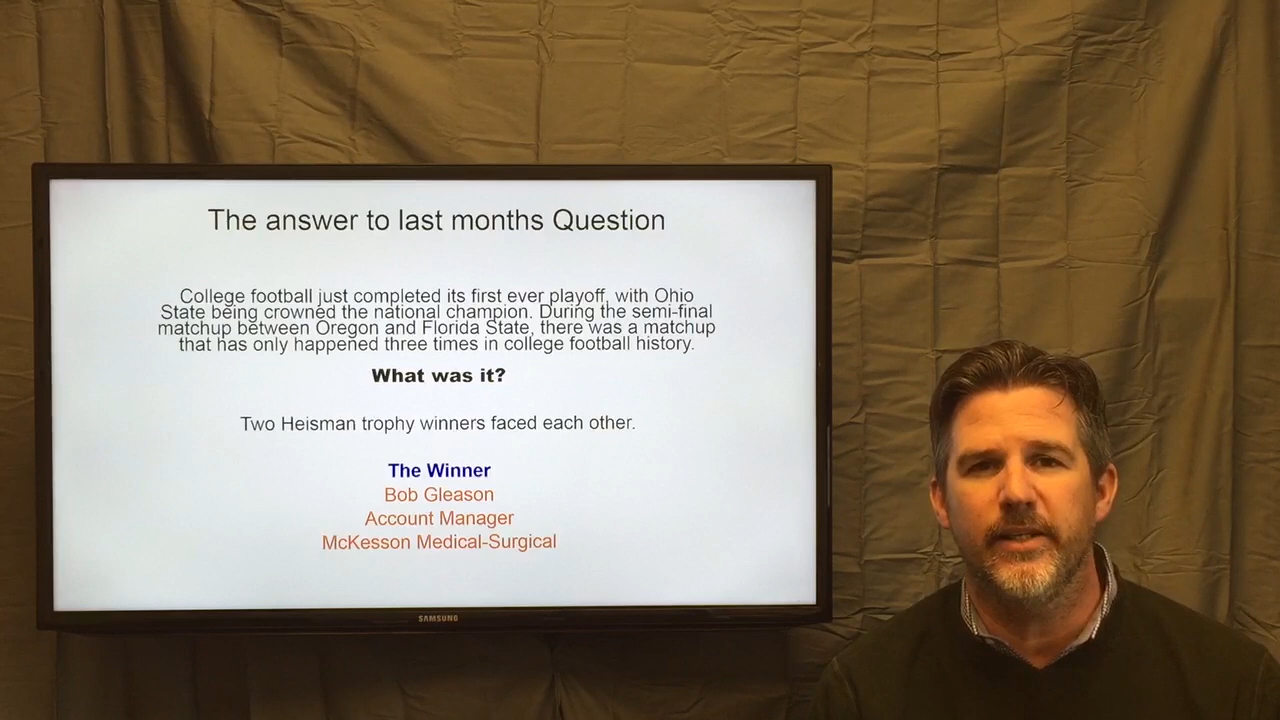 The answer to last months Question
College football just completed its first ever playoff, with Ohio
State being crowned the national champion. During the semi-final
matchup between Oregon and Florida State, there was a matchup
that has only happened three times in college football history.
What was it?
Two Heisman trophy winners faced each other.
The Winner
Bob Gleason
Account Manager
McKesson Medical-Surgical
SAMSUNG